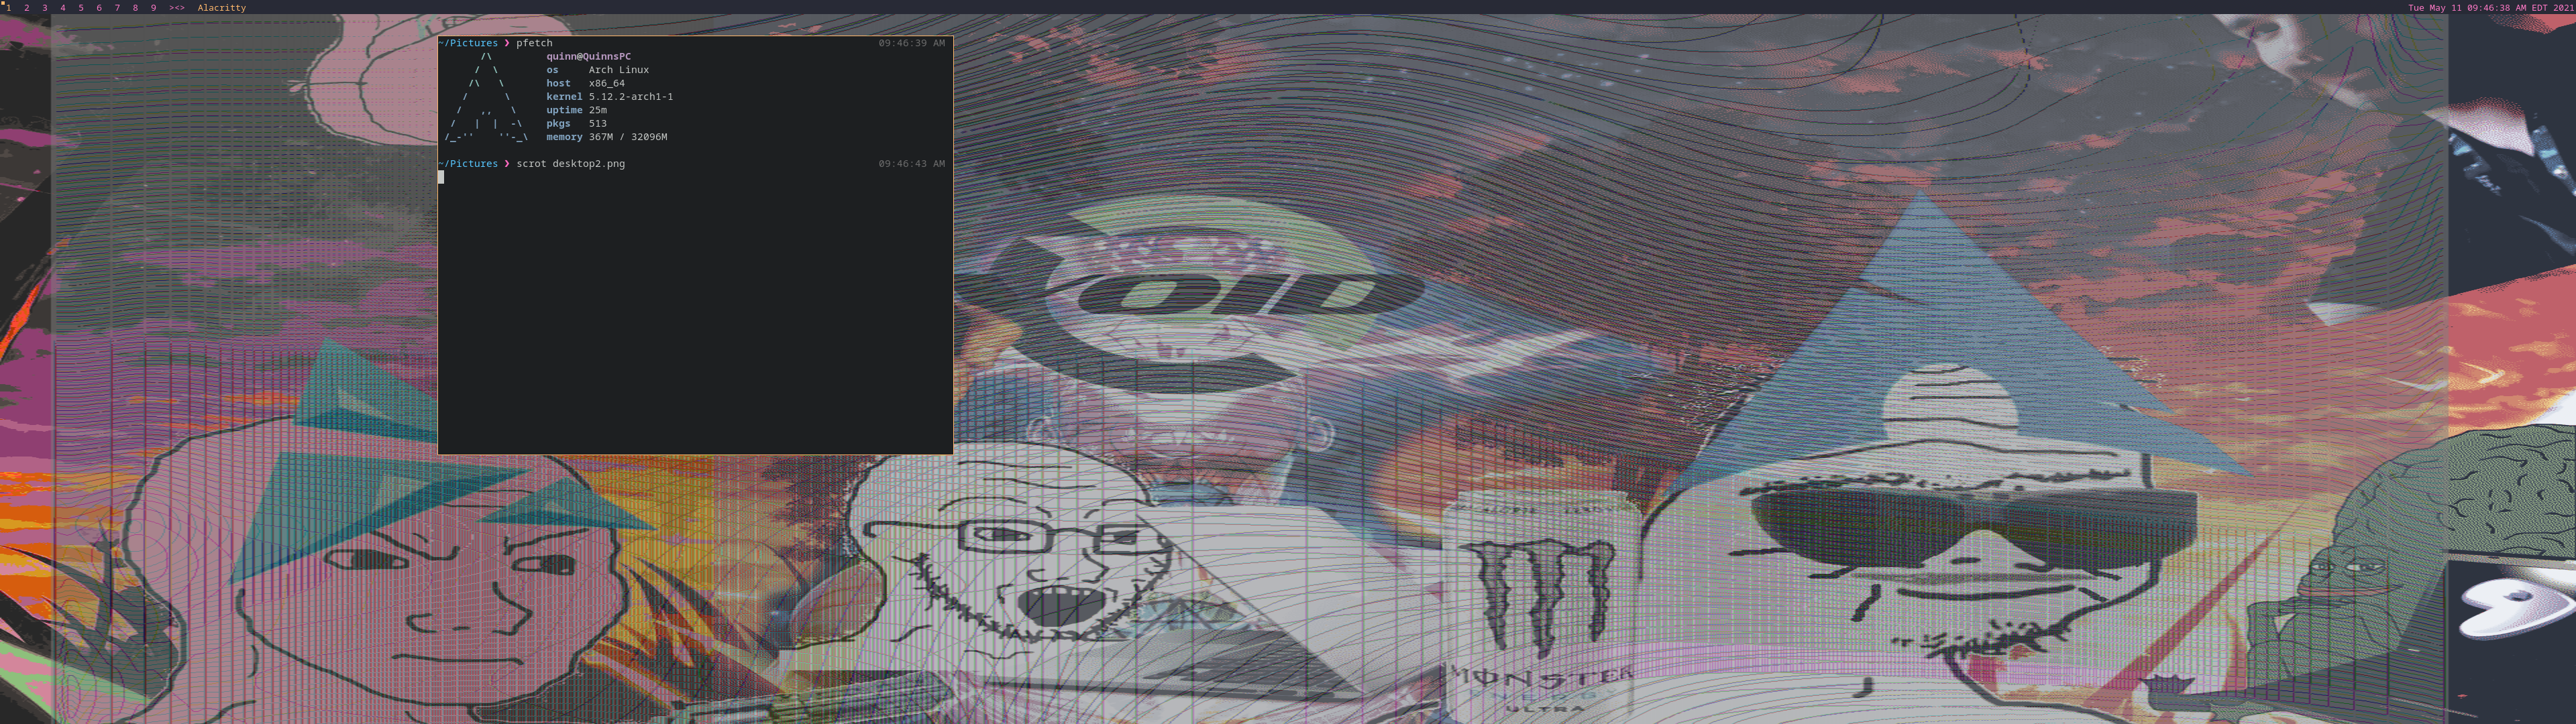 1 2 3 4 5 6 7 8 9 ><> Alacritty Tue May 11 09:46:38 AM EDT 2021
~/Pictures ❯ pfetch 09:46:39 AM
/\ quinn@QuinnsPC
/ \ os Arch Linux
/\ \ host x86_64
/ \ kernel 5.12.2-arch1-1
/ ,, \ uptime 25m
/ | | -\ pkgs 513
/_-'' ''-_\ memory 367M / 32096M
~/Pictures ❯ scrot desktop2.png 09:46:43 AM
OID
MONSTER
ENERGY
ULTRA